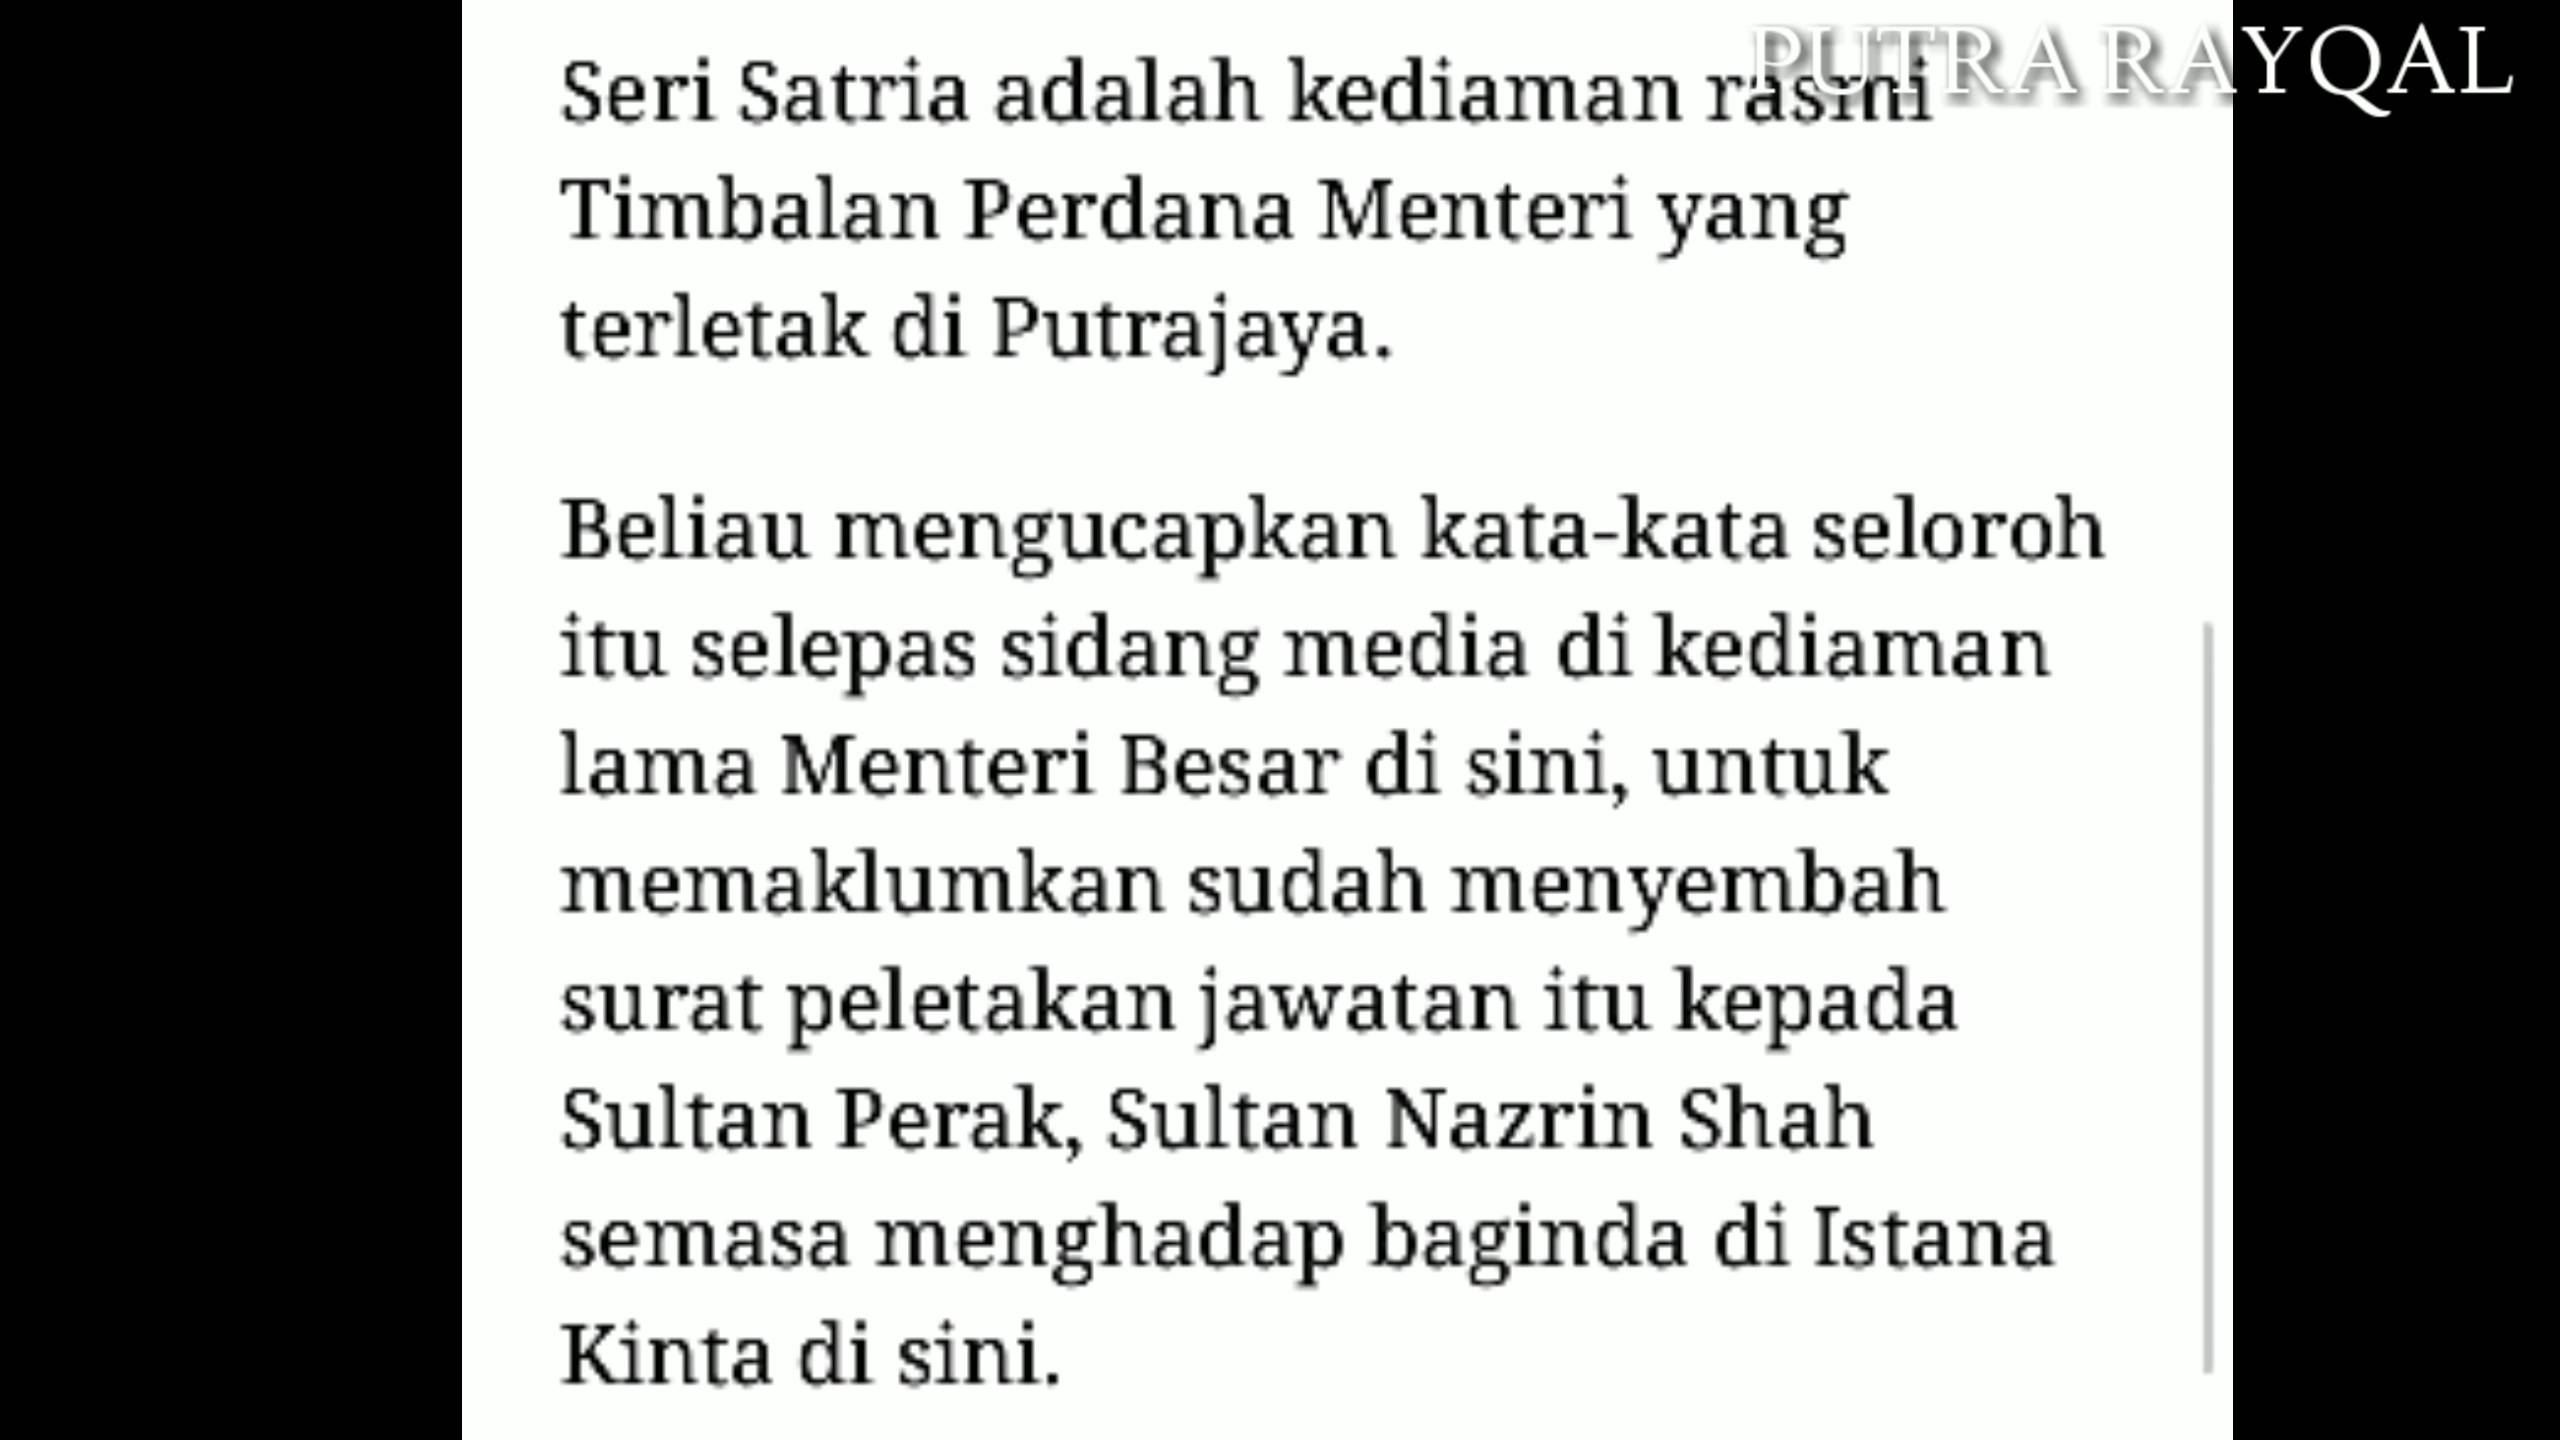 PUTRA RAYQAL
Seri Satria adalah kediaman rasmi
Timbalan Perdana Menteri yang
terletak di Putrajaya.
Beliau mengucapkan kata-kata seloroh
itu selepas sidang media di kediaman
lama Menteri Besar di sini, untuk
memaklumkan sudah menyembah
surat peletakan jawatan itu kepada
Sultan Perak, Sultan Nazrin Shah
semasa menghadap baginda di Istana
Kinta di sini.